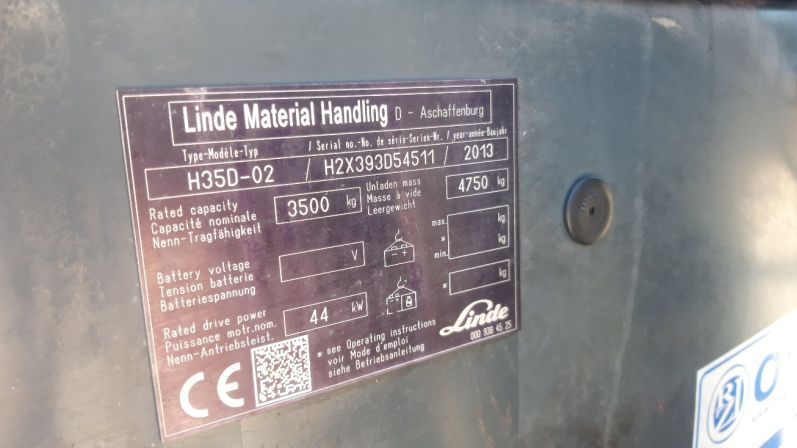 Linde Material Handling D - Aschaffenburg
Type-Modèle-Typ / Serial no.-No. de série-Serien-Nr. / year-année-Baujahr
H35D-02 / H2X393D54511 / 2013
Rated capacity
Capacité nominale
Nenn-Tragfähigkeit
3500 kg
Unladen mass
Masse à vide
Leergewicht
4750 kg
Battery voltage
Tension batterie
Batteriespannung
V
- +
max. kg
* kg
min.
* kg
Rated drive power
Puissance motr.nom.
Nenn-Antriebsleist.
44 kW
CE
* see Operating instructions
voir Mode d'emploi
siehe Betriebsanleitung
Linde
000 938 45 25